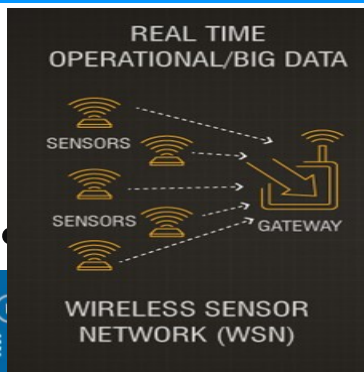 REAL TIME
OPERATIONAL/BIG DATA
SENSORS
SENSORS
GATEWAY
WIRELESS SENSOR
NETWORK (WSN)